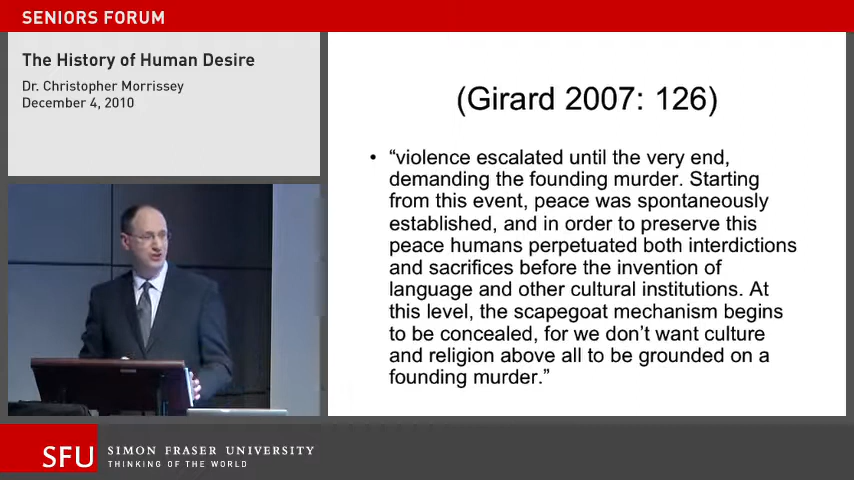 SENIORS FORUM
The History of Human Desire
Dr. Christopher Morrissey
December 4, 2010
(Girard 2007: 126)
• “violence escalated until the very end,
demanding the founding murder. Starting
from this event, peace was spontaneously
established, and in order to preserve this
peace humans perpetuated both interdictions
and sacrifices before the invention of
language and other cultural institutions. At
this level, the scapegoat mechanism begins
to be concealed, for we don’t want culture
and religion above all to be grounded on a
founding murder.”
SFU
SIMON FRASER UNIVERSITY
THINKING OF THE WORLD